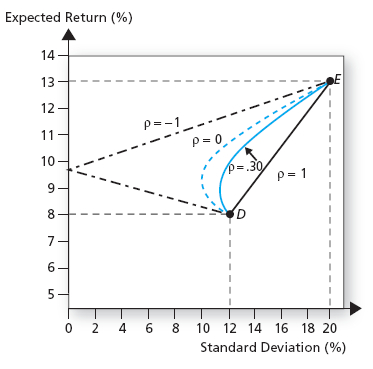 Expected Return (%)
14
13
E
12
ρ = −1
11
ρ = 0
10
ρ = .30
ρ = 1
9
8
D
7
6
5
0 2 4 6 8 10 12 14 16 18 20
Standard Deviation (%)